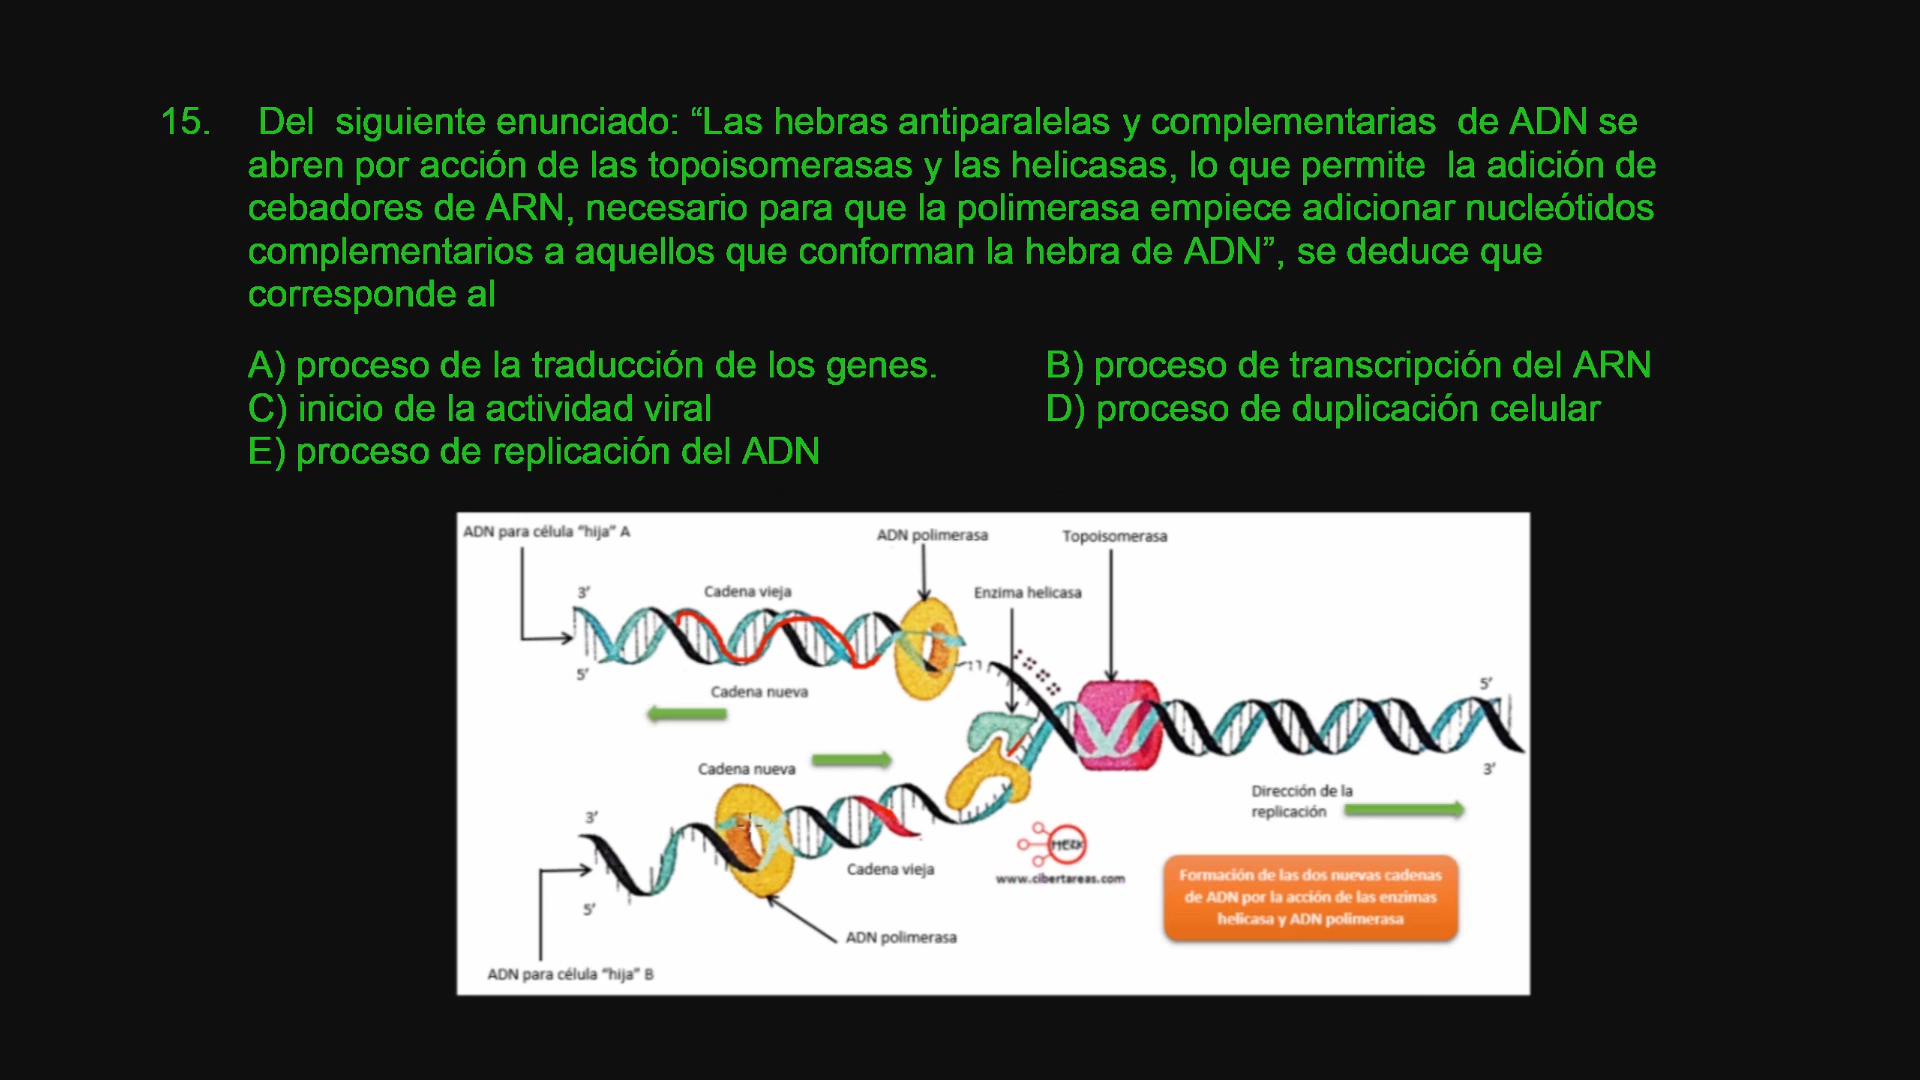 15. Del siguiente enunciado: “Las hebras antiparalelas y complementarias de ADN se
abren por acción de las topoisomerasas y las helicasas, lo que permite la adición de
cebadores de ARN, necesario para que la polimerasa empiece adicionar nucleótidos
complementarios a aquellos que conforman la hebra de ADN”, se deduce que
corresponde al
A) proceso de la traducción de los genes. B) proceso de transcripción del ARN
C) inicio de la actividad viral D) proceso de duplicación celular
E) proceso de replicación del ADN
ADN para célula “hija” A
ADN polimerasa
Topoisomerasa
3’
Cadena vieja
Enzima helicasa
5’
Cadena nueva
5’
Cadena nueva
3’
Dirección de la
replicación
3’
Cadena vieja
MERK
www.cibertareas.com
Formación de las dos nuevas cadenas
de ADN por la acción de las enzimas
helicasa y ADN polimerasa
5’
ADN polimerasa
ADN para célula “hija” B